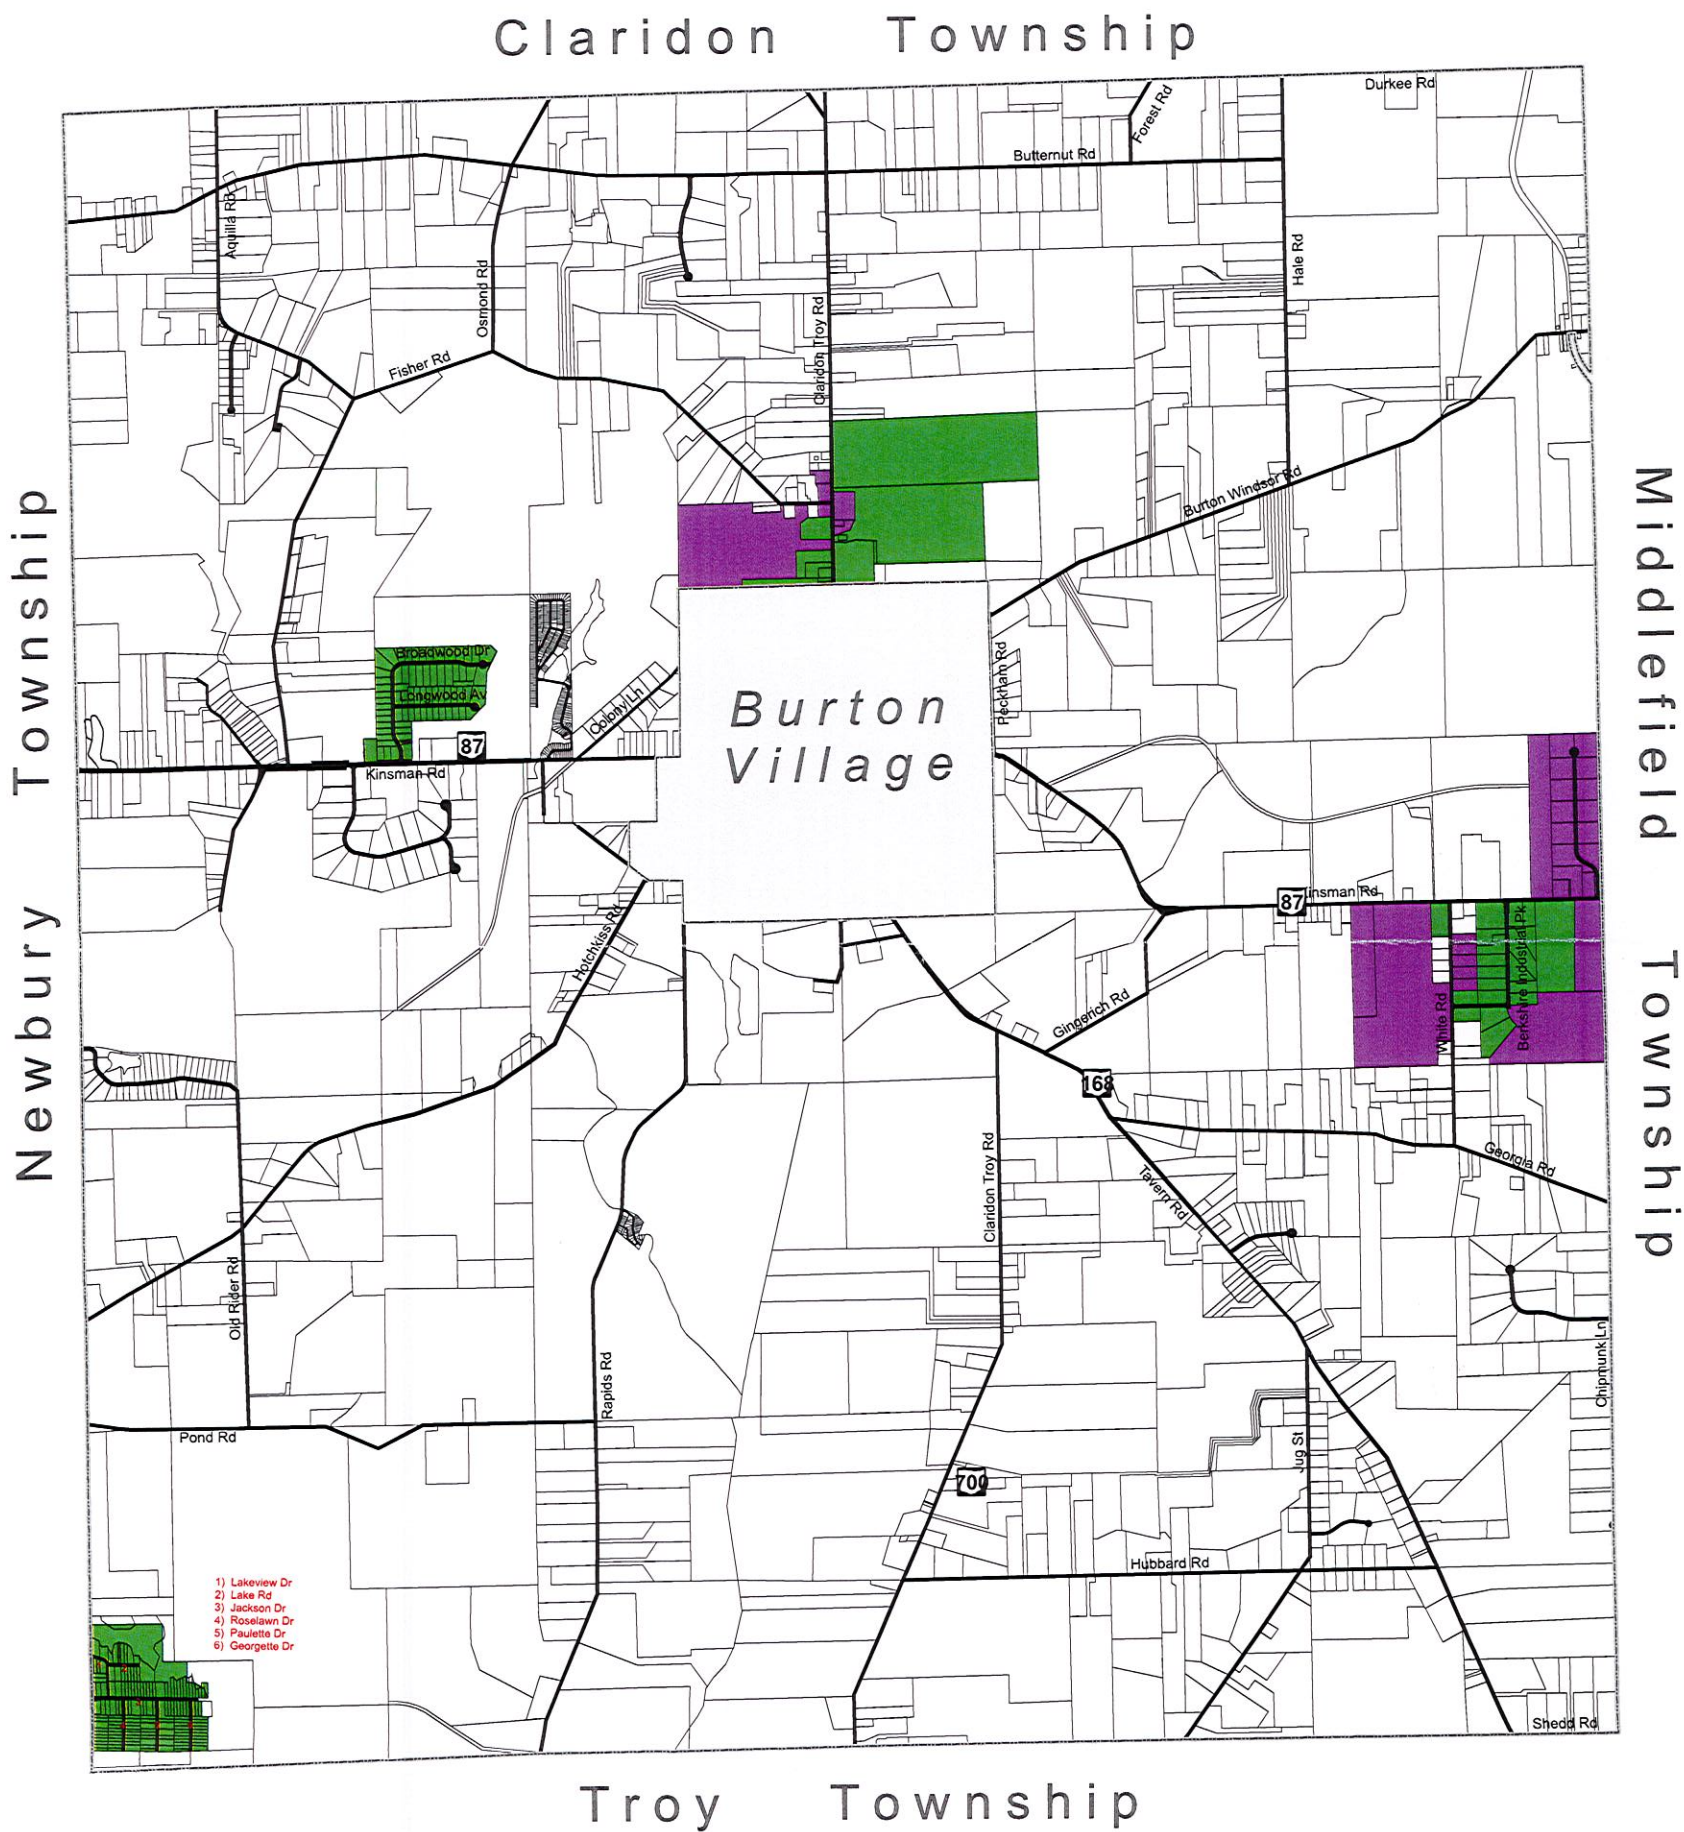 Claridon Township
Durkee Rd
Forest Rd
Butternut Rd
Aquilla Rd
Hale Rd
Osmond Rd
Claridon Troy Rd
Fisher Rd
Burton Windsor Rd
Newbury Township
Middlefield Township
Broadwood Dr
Longwood Av
Colony Ln
Peckham Rd
Burton
Village
87
Kinsman Rd
87
insman Rd
Hotchkiss Rd
Berkshire Industrial Pk
White Rd
Gingerich Rd
168
Claridon Troy Rd
Georgia Rd
Tavern Rd
Old Rider Rd
Rapids Rd
Chipmunk Ln
Pond Rd
Jug St
700
Hubbard Rd
1) Lakeview Dr
2) Lake Rd
3) Jackson Dr
4) Roselawn Dr
5) Paulette Dr
6) Georgette Dr
Shedd Rd
Troy Township